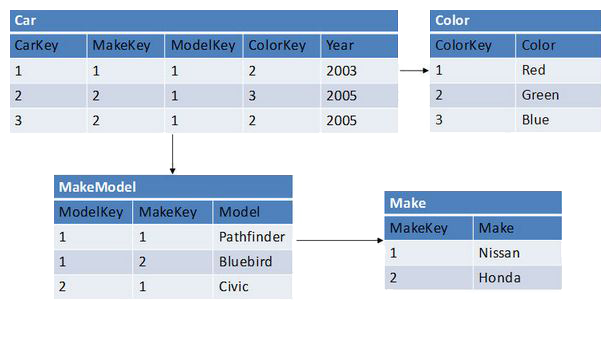 Car
CarKey MakeKey ModelKey ColorKey Year
1 1 1 2 2003
2 2 1 3 2005
3 2 1 2 2005
Color
ColorKey Color
1 Red
2 Green
3 Blue
MakeModel
ModelKey MakeKey Model
1 1 Pathfinder
1 2 Bluebird
2 1 Civic
Make
MakeKey Make
1 Nissan
2 Honda